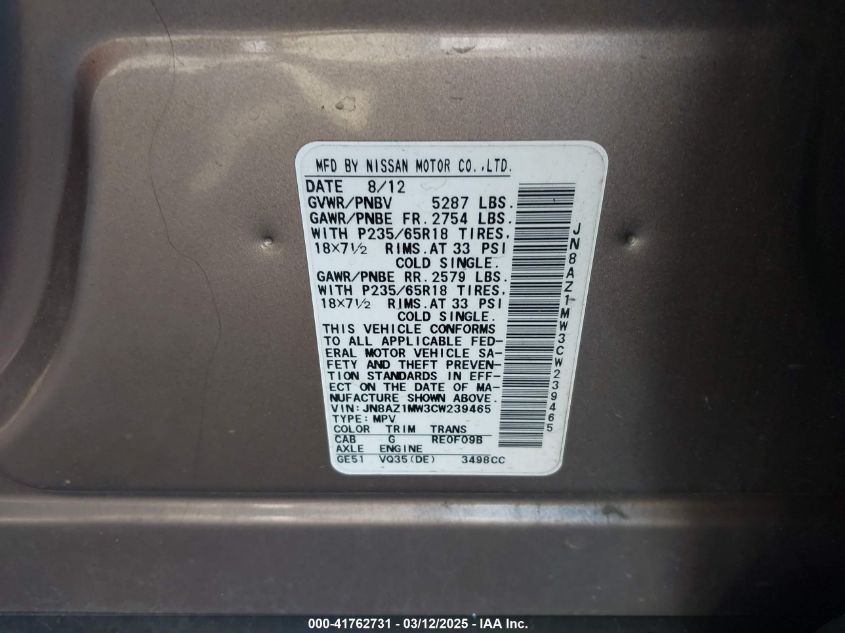 MFD BY NISSAN MOTOR CO.,LTD.
DATE 8/12
GVWR/PNBV 5287 LBS.
GAWR/PNBE FR. 2754 LBS.
WITH P235/65R18 TIRES.
18×7½ RIMS. AT 33 PSI
COLD SINGLE.
GAWR/PNBE RR. 2579 LBS.
WITH P235/65R18 TIRES.
18×7½ RIMS. AT 33 PSI
COLD SINGLE.
THIS VEHICLE CONFORMS
TO ALL APPLICABLE FED-
ERAL MOTOR VEHICLE SA-
FETY AND THEFT PREVEN-
TION STANDARDS IN EFF-
ECT ON THE DATE OF MA-
NUFACTURE SHOWN ABOVE.
VIN: JN8AZ1MW3CW239465
TYPE: MPV
COLOR TRIM TRANS
CAB G RE0F09B
AXLE ENGINE
GE51 VQ35(DE) 3498CC
JN8AZ1MW3CW239465
000-41762731 - 03/12/2025 - IAA Inc.